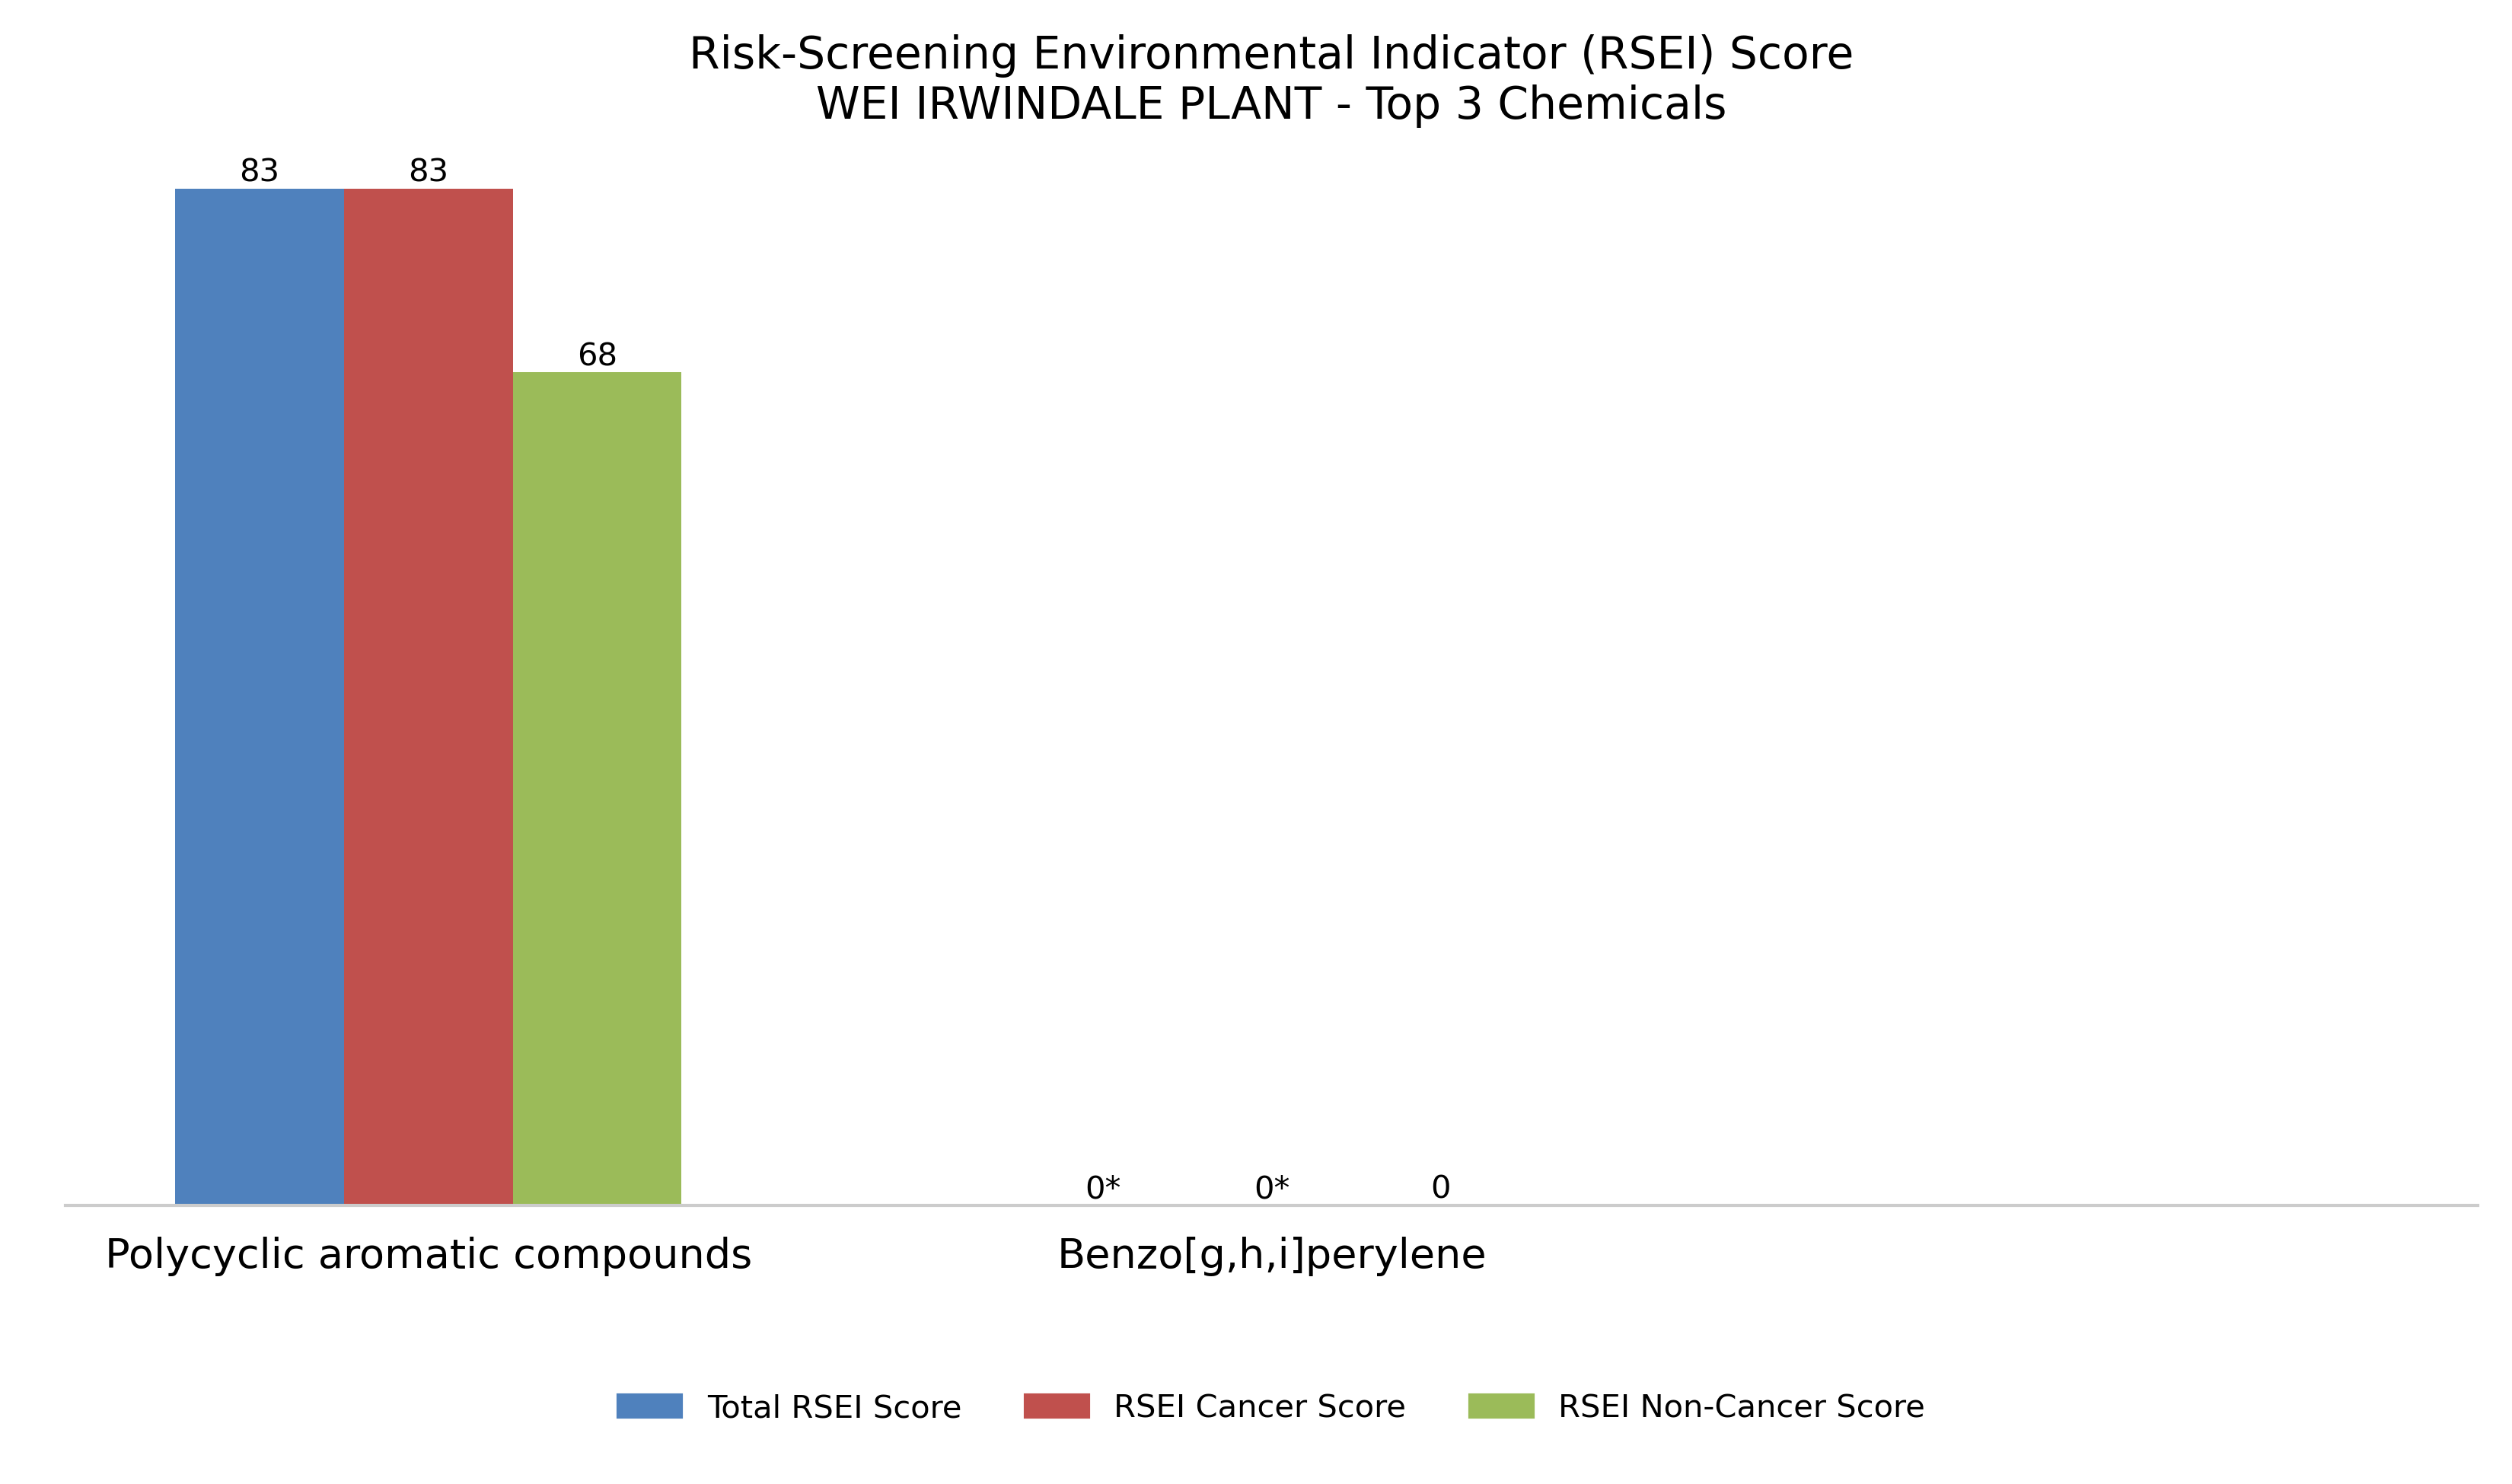 Risk-Screening Environmental Indicator (RSEI) Score
WEI IRWINDALE PLANT - Top 3 Chemicals
83 83
68
0* 0* 0
Polycyclic aromatic compounds Benzo[g,h,i]perylene
Total RSEI Score RSEI Cancer Score RSEI Non-Cancer Score